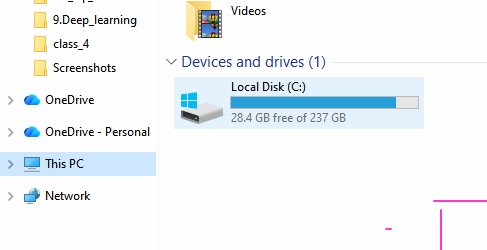 9.Deep_learning
class_4
Screenshots
OneDrive
OneDrive - Personal
This PC
Network
Videos
Devices and drives (1)
Local Disk (C:)
28.4 GB free of 237 GB